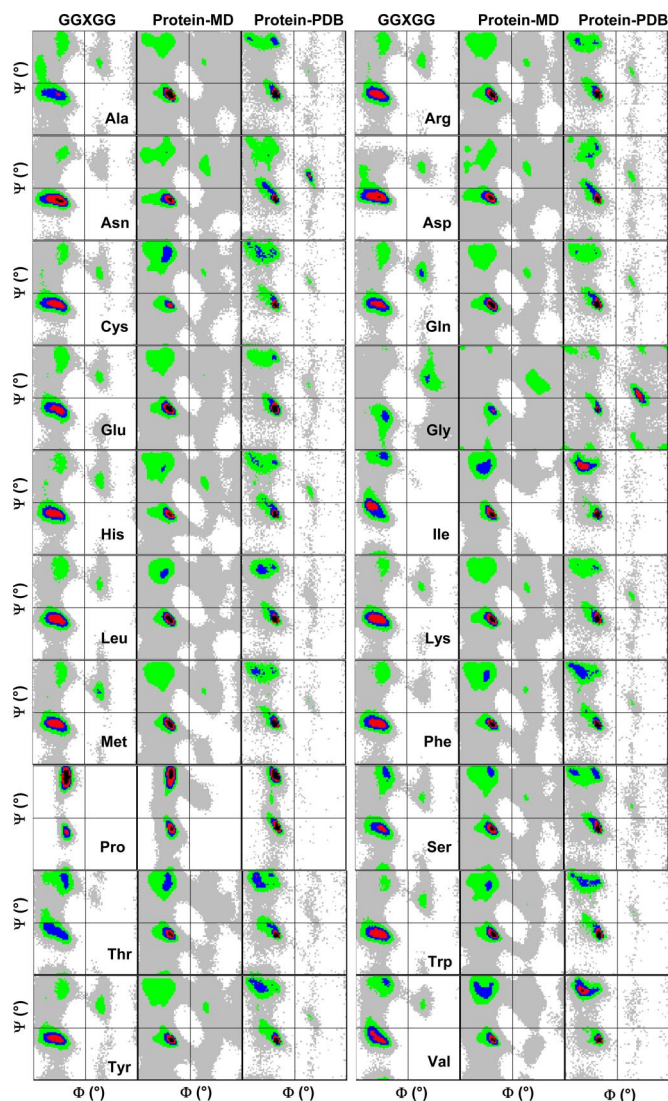 GGXGG Protein-MD Protein-PDB GGXGG Protein-MD Protein-PDB
Ψ (°) Ala Ψ (°) Arg
Ψ (°) Asn Ψ (°) Asp
Ψ (°) Cys Ψ (°) Gln
Ψ (°) Glu Ψ (°) Gly
Ψ (°) His Ψ (°) Ile
Ψ (°) Leu Ψ (°) Lys
Ψ (°) Met Ψ (°) Phe
Ψ (°) Pro Ψ (°) Ser
Ψ (°) Thr Ψ (°) Trp
Ψ (°) Tyr Ψ (°) Val
Φ (°) Φ (°) Φ (°) Φ (°) Φ (°) Φ (°)